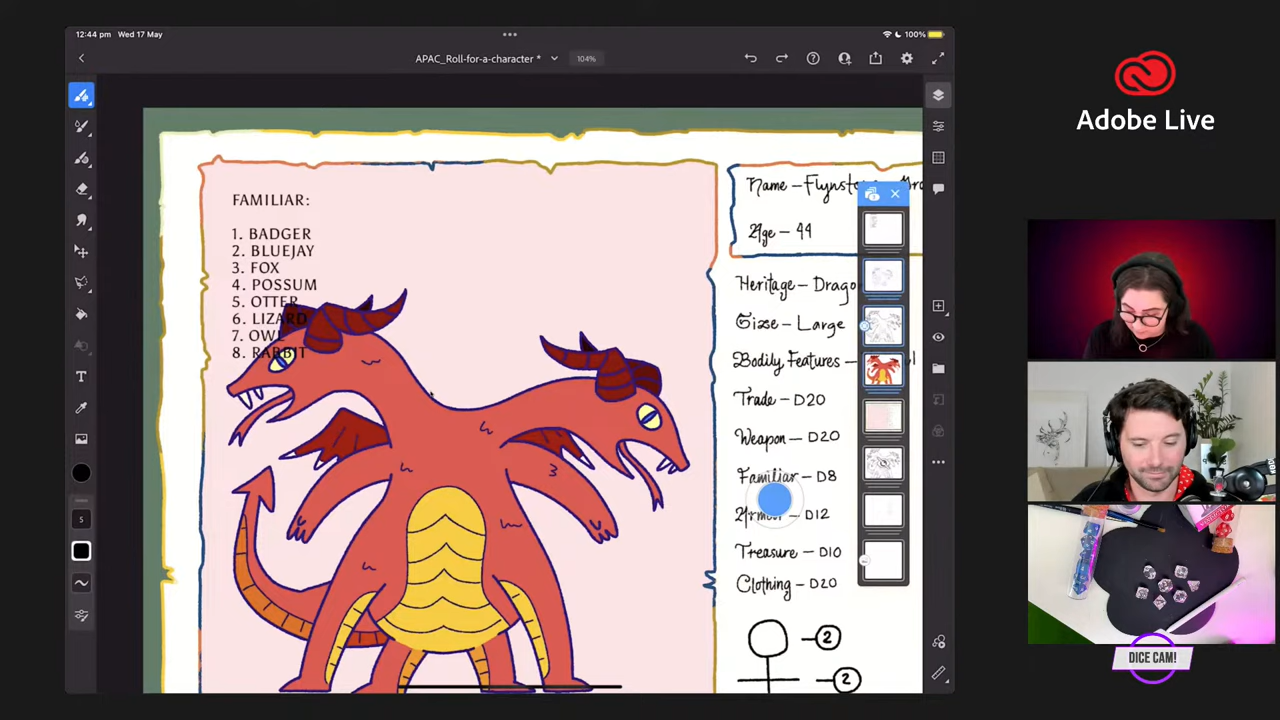 12:44 pm Wed 17 May
100%
APAC_Roll-for-a-character *
104%
FAMILIAR:
1. BADGER
2. BLUEJAY
3. FOX
4. POSSUM
5. OTTER
6. LIZARD
7. OWL
8. RABBIT
Name –
Age – 44
Heritage –
Size – Large
Bodily Features –
Trade – D20
Weapon – D20
Familiar – D8
Armour – D12
Treasure – D10
Clothing – D20
2
2
T
5
Adobe Live
DICE CAM!